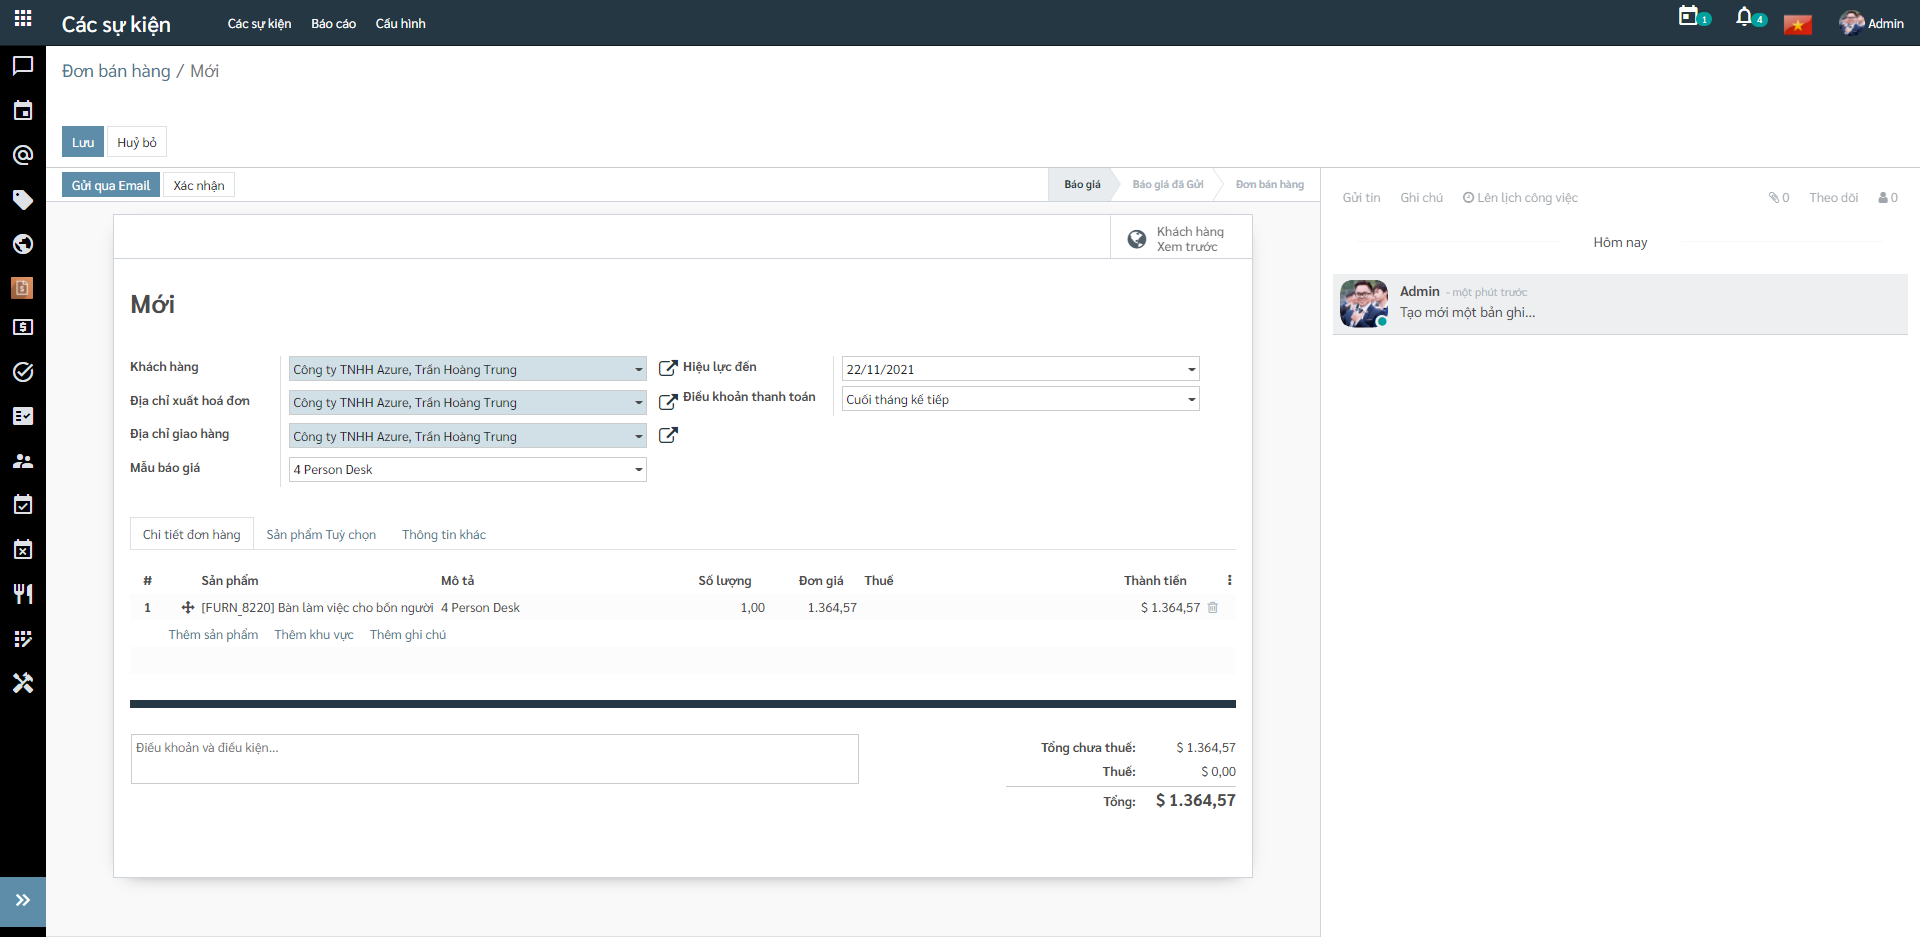 Các sự kiện Các sự kiện Báo cáo Cấu hình 1 4 Admin
Đơn bán hàng / Mới
Lưu Huỷ bỏ
Gửi qua Email Xác nhận Báo giá Báo giá đã Gửi Đơn bán hàng
Gửi tin Ghi chú Lên lịch công việc 0 Theo dõi 0
Khách hàng
Xem trước
Hôm nay
Admin - một phút trước
Tạo mới một bản ghi...
Mới
Khách hàng Công ty TNHH Azure, Trần Hoàng Trung Hiệu lực đến 22/11/2021
Địa chỉ xuất hoá đơn Công ty TNHH Azure, Trần Hoàng Trung Điều khoản thanh toán Cuối tháng kế tiếp
Địa chỉ giao hàng Công ty TNHH Azure, Trần Hoàng Trung
Mẫu báo giá 4 Person Desk
Chi tiết đơn hàng Sản phẩm Tuỳ chọn Thông tin khác
# Sản phẩm Mô tả Số lượng Đơn giá Thuế Thành tiền
1 [FURN_8220] Bàn làm việc cho bốn người 4 Person Desk 1,00 1.364,57 $ 1.364,57
Thêm sản phẩm Thêm khu vực Thêm ghi chú
Điều khoản và điều kiện...
Tổng chưa thuế: $ 1.364,57
Thuế: $ 0,00
Tổng: $ 1.364,57